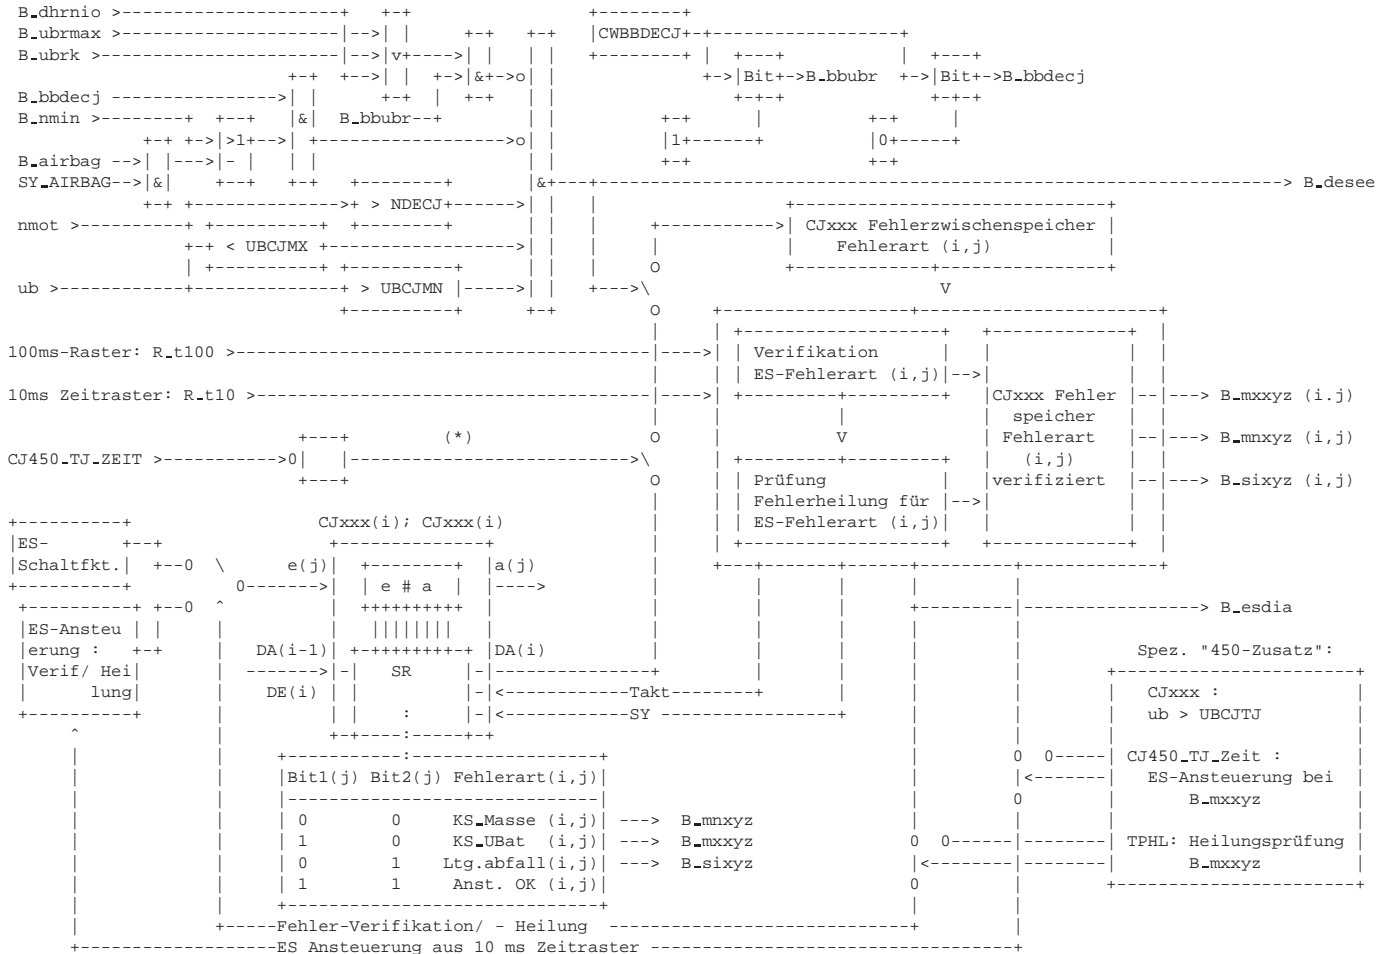 B_dhrnio >---------------------+   +-+                  +--------+
B_ubrmax >---------------------|-->| |     +-+  +-+   |CWBBDECJ+-+------------------+
B_ubrk >-----------------------|-->|v+---->| |  | |   +--------+ |  +---+           |  +---+
+-+  +-->| |  +->|&+->o| |                +->|Bit+->B_bbubr  +->|Bit+->B_bbdecj
B_bbdecj ---------------->| |      +-+  |  +-+   | |                   +-+-+              +-+-+
B_nmin >--------+  +--+   |&|  B_bbubr--+        | |            +-+      |          +-+     |
+-+ +->|>1+-->| |+------------------>o| |            |1+------+          |0+-----+
B_airbag -->| |--->|- |   | |                    | |            +-+                 +-+
SY_AIRBAG-->|&|    +--+   +-+   +--------+       |&+---+----------------------------------> B_desee
+-+ +---------------->+ > NDECJ+------>| |   |                 +------------------------------+
nmot >----------+----------+    +--------+       | |   |     +---------->| CJxxx Fehlerzwischenspeicher |
+-+ < UBCJMX +------------------>| |   |     |           |    Fehlerart (i,j)           |
| +----------+ +----------+      | |   |     O           +-------------+----------------+
ub >------------+--------------+ > UBCJMN |----->| |   +--->\                          V
+----------+      +-+         O     +------------------+------------------------+
|     | +-------------------+   +-------------+  |
100ms-Raster: R_t100 >---------------------------------------|---->| | Verifikation      |   |             |  |
|     | | ES-Fehlerart (i,j)|-->|             |  |
10ms Zeitraster: R_t10 >-------------------------------------|---->| +---------+---------+   |CJxxx Fehler |--|---> B_mxxyz (i.j)
|     |           |             |  speicher   |  |
+---+         (*)                 O     |           V             | Fehlerart   |--|---> B_mnxyz (i,j)
CJ450_TJ_ZEIT >----------->0|   |--------------------------->\     | +---------+---------+   |   (i,j)     |  |
+---+                             O     | | Prüfung           |   |verifiziert  |--|---> B_sixyz (i,j)
|     | | Fehlerheilung für |-->|             |  |
+----------+                  CJxxx(i); CJxxx(i)             |     | | ES-Fehlerart (i,j)|   |             |  |
|ES-       +--+                +--------------+              |     | +-------------------+   +-------------+  |
|Schaltfkt.|  +--0  \      e(j)|  +--------+  |a(j)          |     +---+-------+------+---------+-------------+
+----------+          0------->|  | e # a  |  |---->         |         |       |      |         |
+----------+ +--0  ^          |  ++++++++++  |              |         |       |      +---------|-----------------> B_esdia
|ES-Ansteu | |     |          |   ||||||||   |              |         |       |      |         |
|erung :   +-+     |   DA(i-1)| +-++++++++-+ |DA(i)         |         |       |      |         |           Spez. "450-Zusatz":
|Verif/ Hei|       |  ------->|-|    SR    |-|--------------+         |       |      |         |        +-----------------------+
|      lung|       |    DE(i) | |          |-|<------------Takt--------+       |      |         |        |   CJxxx :             |
+----------+       |          | |    :     |-|<------------SY -----------------+      |         |        |   ub > UBCJTJ         |
^             |          +-+----:-----+-+                                        |         |        |                       |
|             |     +-----------:------------------+                             |         0  0-----| CJ450_TJ_Zeit :       |
|             |     |Bit1(j) Bit2(j) Fehlerart(i,j)|                             |         |<-------|   ES-Ansteuerung bei  |
|             |     |------------------------------|                             |         0        |       B_mxxyz         |
|             |     | 0        0     KS_Masse (i,j)| --->  B_mnxyz               |         |        |                       |
|             |     | 1        0     KS_UBat  (i,j)| --->  B_mxxyz               0  0------|--------| TPHL: Heilungsprüfung |
|             |     | 0        1    Ltg.abfall(i,j)| --->  B_sixyz               |<--------|--------|       B_mxxyz         |
|             |     | 1        1     Anst. OK (i,j)|                             0         |        +-----------------------+
|             |     +------------------------------+                             |         |
|             +-----Fehler-Verifikation/ - Heilung  -----------------------------+         |
+-------------------ES Ansteuerung aus 10 ms Zeitraster -----------------------------------+